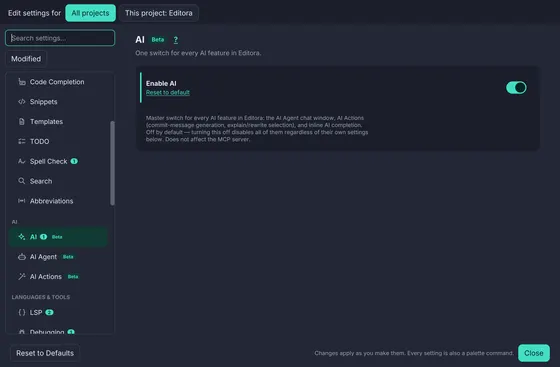 Edit settings for All projects This project: Editora
Search settings...
Modified
Code Completion
Snippets
Templates
TODO
Spell Check 1
Search
Abbreviations
AI
AI 1 Beta
AI Agent Beta
AI Actions Beta
LANGUAGES & TOOLS
LSP 2
Debugging 1
Reset to Defaults
AI Beta ?
One switch for every AI feature in Editora.
Enable AI
Reset to default
Master switch for every AI feature in Editora: the AI Agent chat window, AI Actions
(commit-message generation, explain/rewrite selection), and inline AI completion.
Off by default — turning this off disables all of them regardless of their own settings
below. Does not affect the MCP server.
Changes apply as you make them. Every setting is also a palette command.
Close